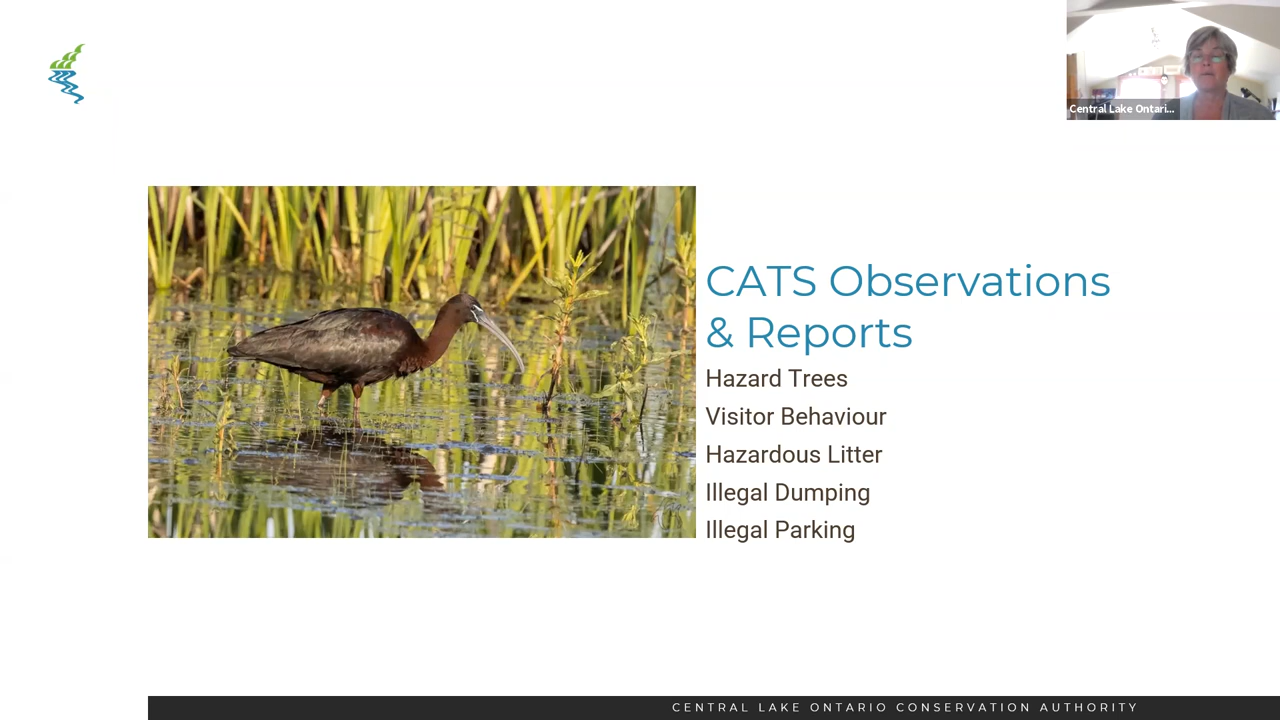 Central Lake Ontari...
CATS Observations
& Reports
Hazard Trees
Visitor Behaviour
Hazardous Litter
Illegal Dumping
Illegal Parking
CENTRAL LAKE ONTARIO CONSERVATION AUTHORITY